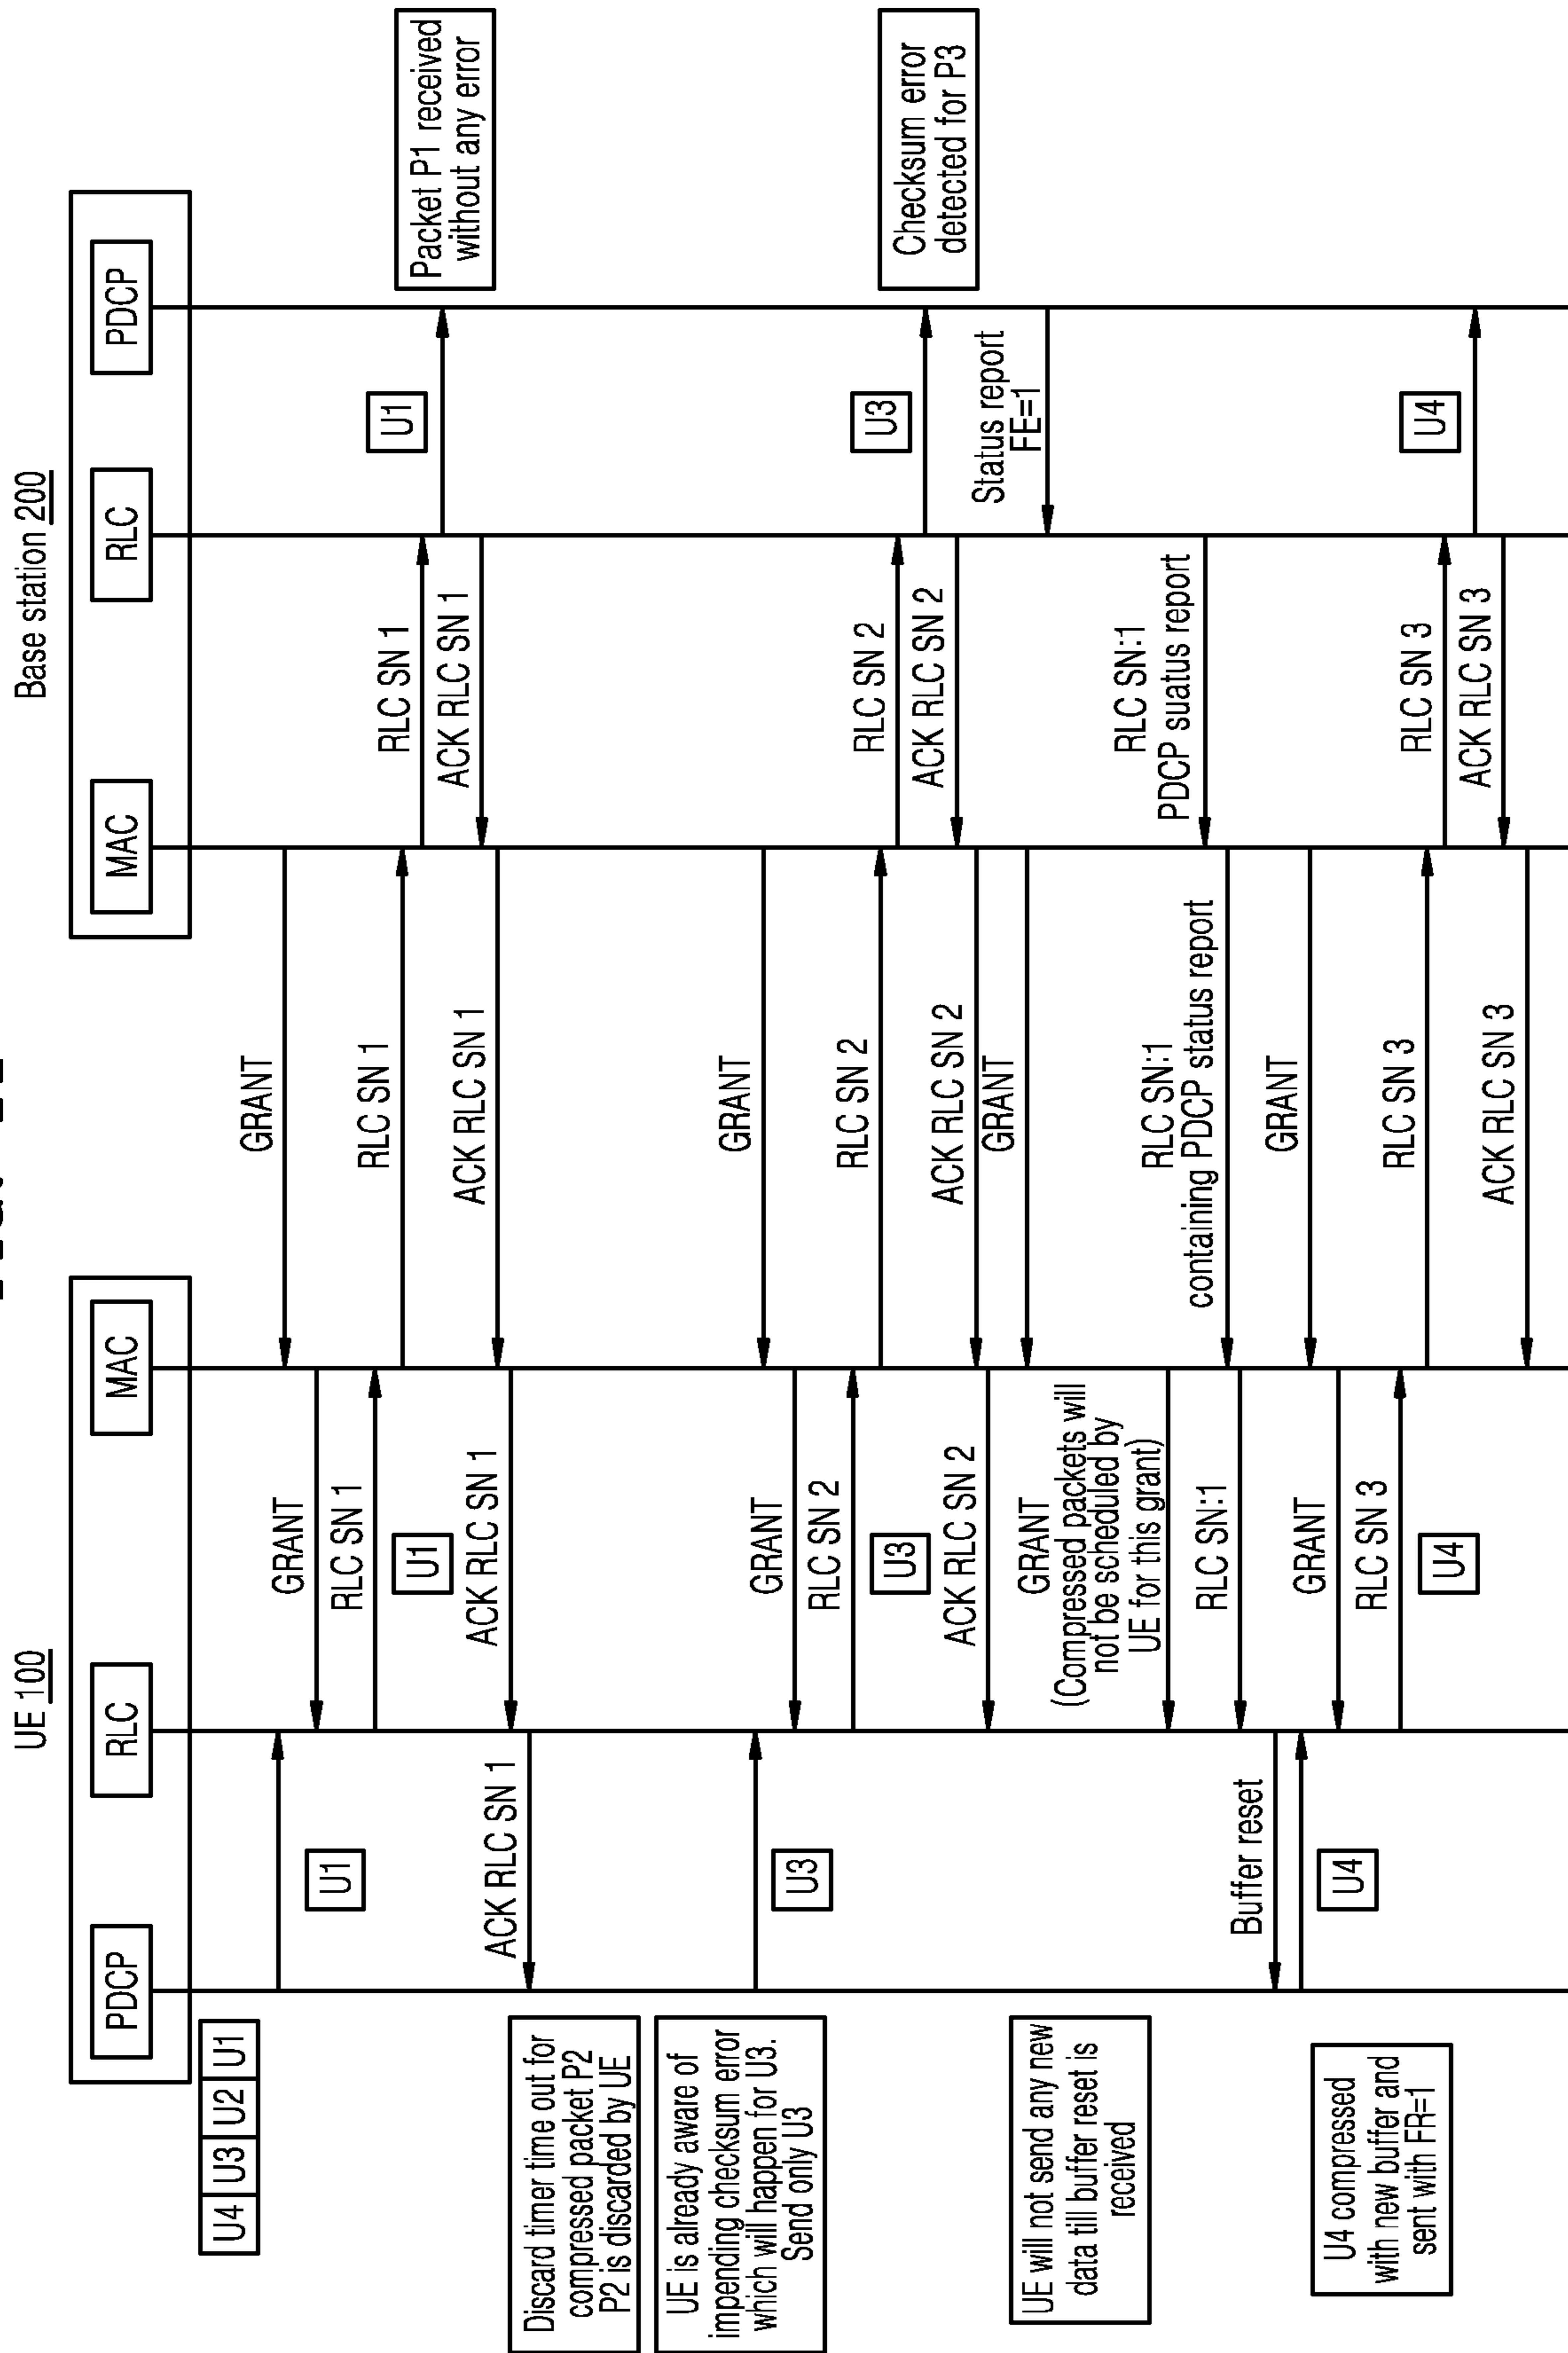 UE 100
Base station 200
PDCP
RLC
MAC
MAC
RLC
PDCP
U4 U3 U2 U1
GRANT
U1
GRANT
RLC SN 1
RLC SN 1
RLC SN 1
U1
U1
Packet P1 received
without any error
ACK RLC SN 1
ACK RLC SN 1
ACK RLC SN 1
ACK RLC SN 1
Discard timer time out for
compressed packet P2
P2 is discarded by UE
UE is already aware of
impending checksum error
which will happen for U3.
Send only U3
GRANT
U3
GRANT
RLC SN 2
RLC SN 2
RLC SN 2
U3
U3
Checksum error
detected for P3
ACK RLC SN 2
ACK RLC SN 2
ACK RLC SN 2
GRANT
Status report
FE=1
UE will not send any new
data till buffer reset is
received
GRANT
(Compressed packets will
not be scheduled by
UE for this grant)
RLC SN:1
PDCP suatus report
RLC SN:1
containing PDCP status report
RLC SN:1
Buffer reset
GRANT
U4
GRANT
RLC SN 3
RLC SN 3
RLC SN 3
U4
U4
ACK RLC SN 3
ACK RLC SN 3
U4 compressed
with new buffer and
sent with FR=1